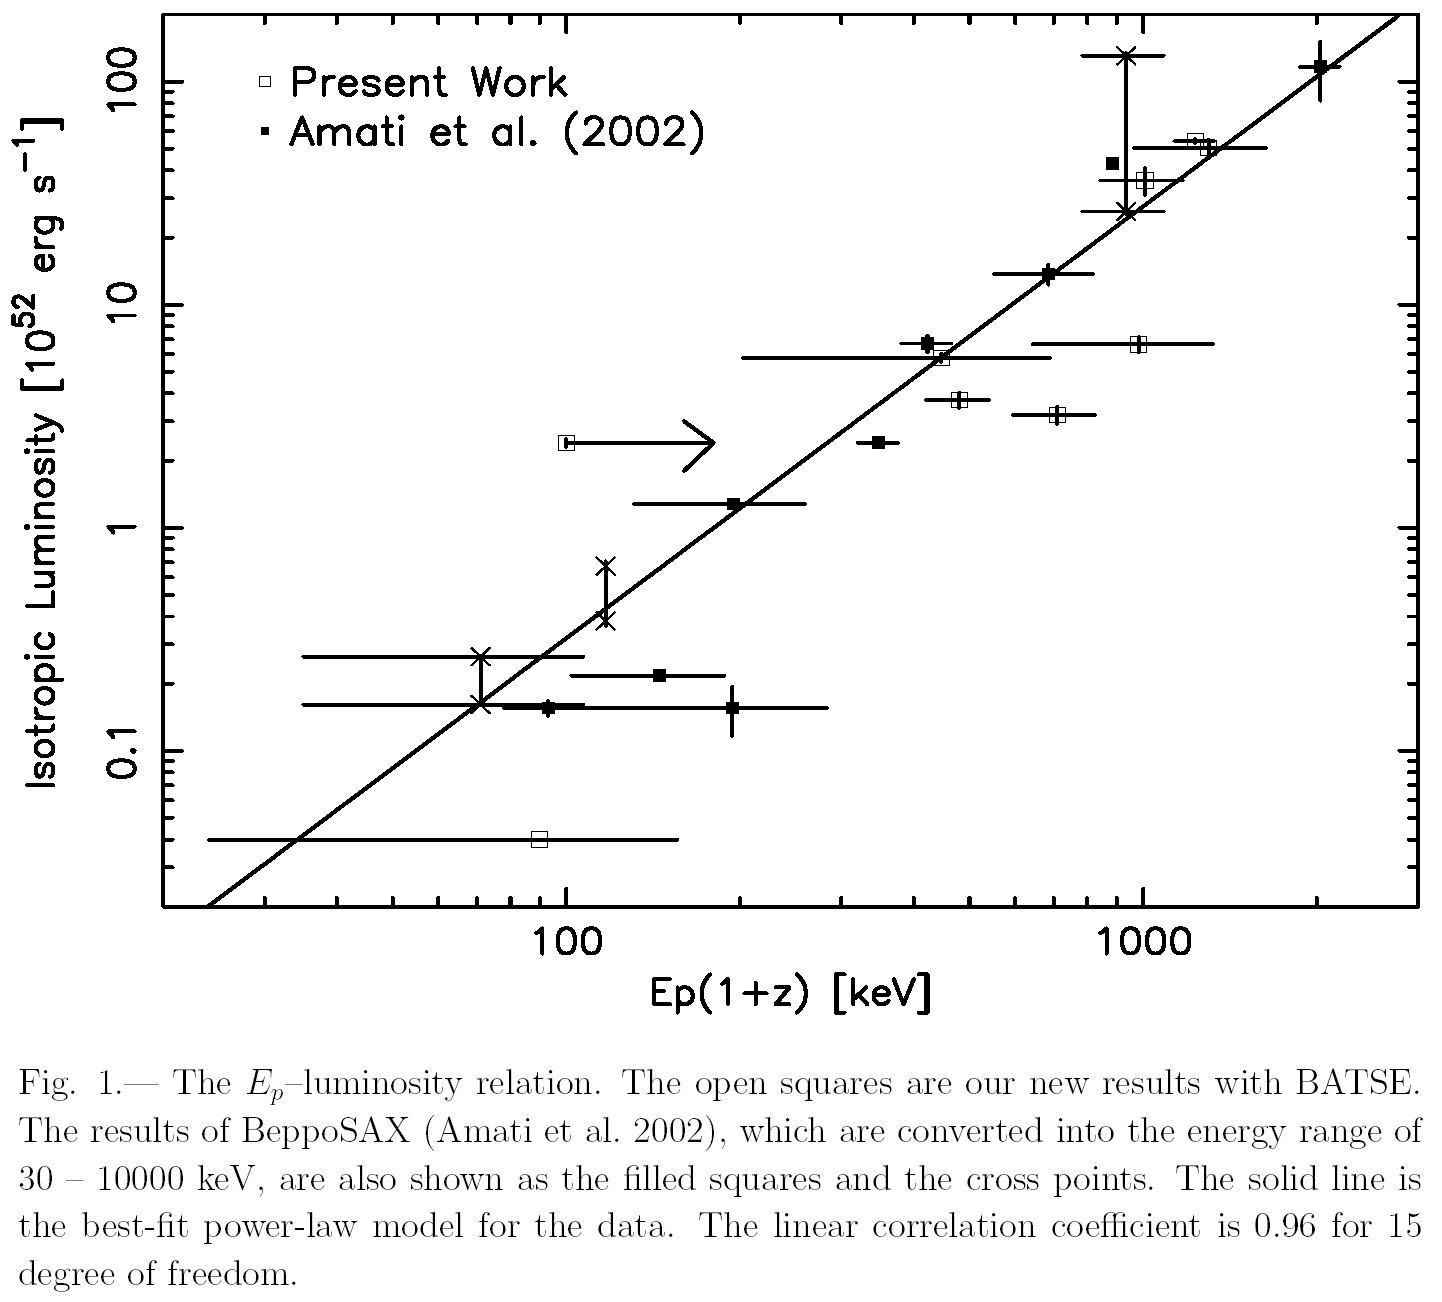 100
10
1
0.1
Isotropic Luminosity [10^52 erg s^−1]
Present Work
Amati et al. (2002)
100 1000
Ep(1+z) [keV]
Fig. 1.— The E_p–luminosity relation. The open squares are our new results with BATSE.
The results of BeppoSAX (Amati et al. 2002), which are converted into the energy range of
30 – 10000 keV, are also shown as the filled squares and the cross points. The solid line is
the best-fit power-law model for the data. The linear correlation coefficient is 0.96 for 15
degree of freedom.